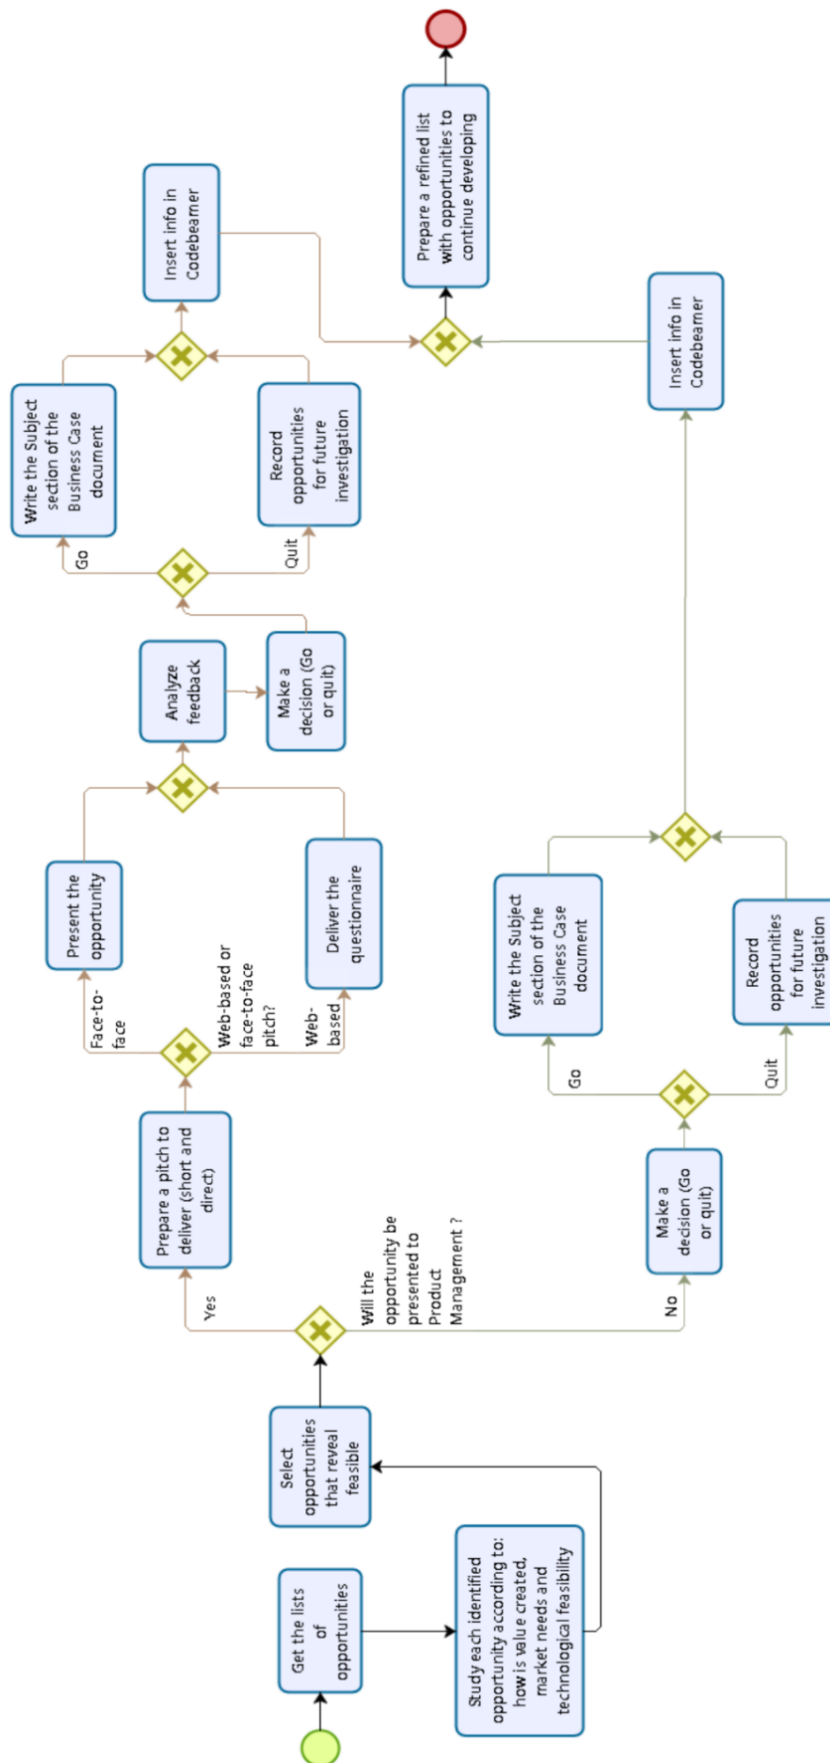 Get the lists
of
opportunities
Study each identified
opportunity according to:
how is value created,
market needs and
technological feasibility
Select
opportunities
that reveal
feasible
Will the
opportunity be
presented to
Product
Management ?
Yes
Prepare a pitch to
deliver (short and
direct)
Web-based or
face-to-face
pitch?
Face-to-
face
Present the
opportunity
Web-
based
Deliver the
questionnaire
Analyze
feedback
Make a
decision (Go
or quit)
Go
Write the Subject
section of the
Business Case
document
Quit
Record
opportunities
for future
investigation
Insert info in
Codebeamer
No
Make a
decision (Go
or quit)
Go
Write the Subject
section of the
Business Case
document
Quit
Record
opportunities
for future
investigation
Insert info in
Codebeamer
Prepare a refined list
with opportunities to
continue developing